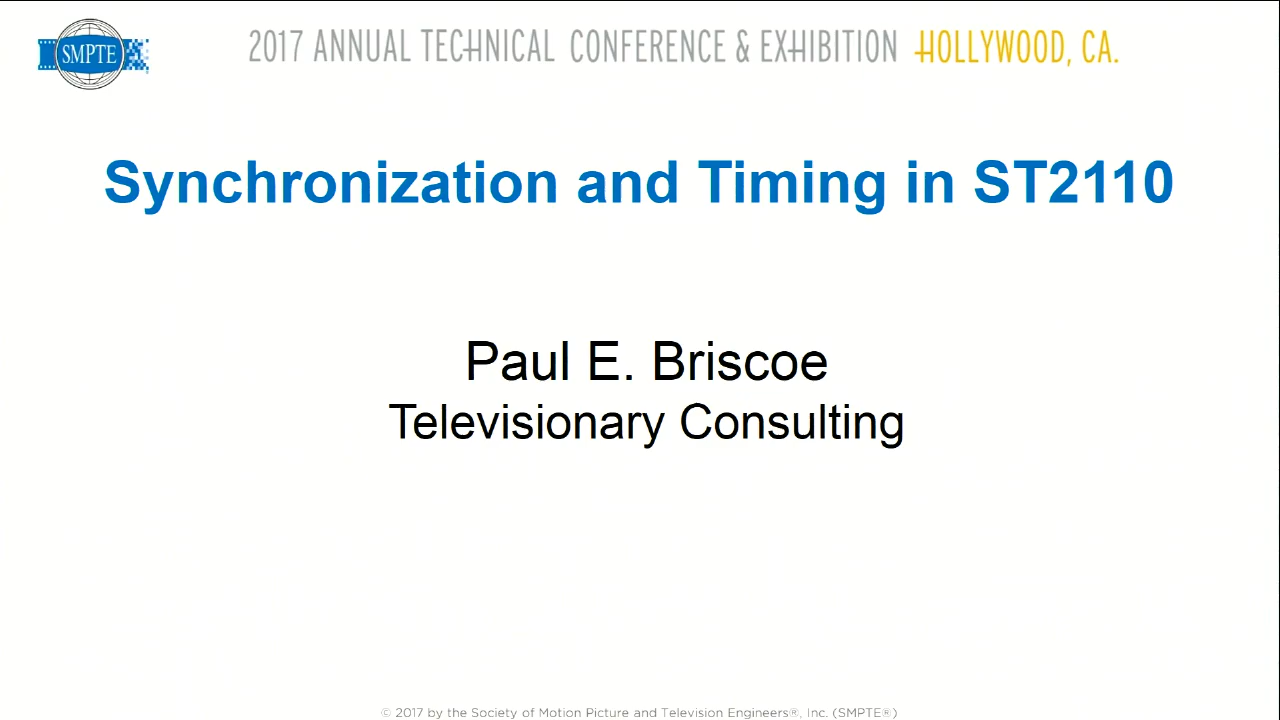 SMPTE
2017 ANNUAL TECHNICAL CONFERENCE & EXHIBITION HOLLYWOOD, CA.
Synchronization and Timing in ST2110
Paul E. Briscoe
Televisionary Consulting
© 2017 by the Society of Motion Picture and Television Engineers®, Inc. (SMPTE®)